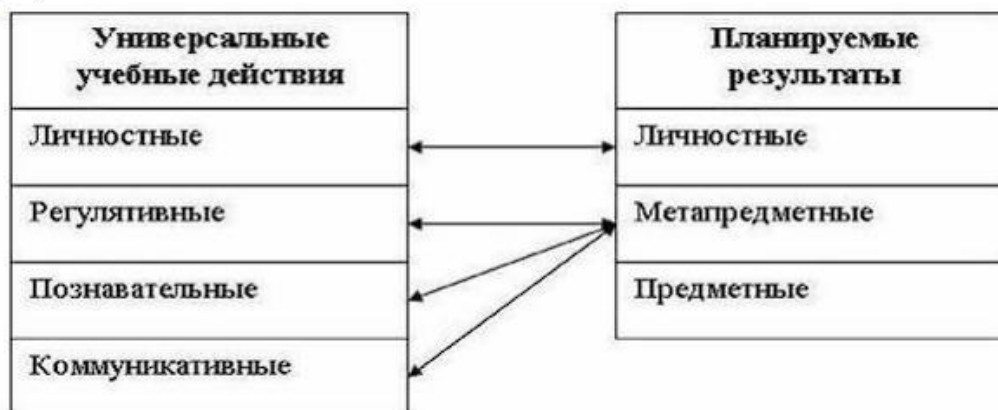 Универсальные
учебные действия
Личностные
Регулятивные
Познавательные
Коммуникативные
Планируемые
результаты
Личностные
Метапредметные
Предметные